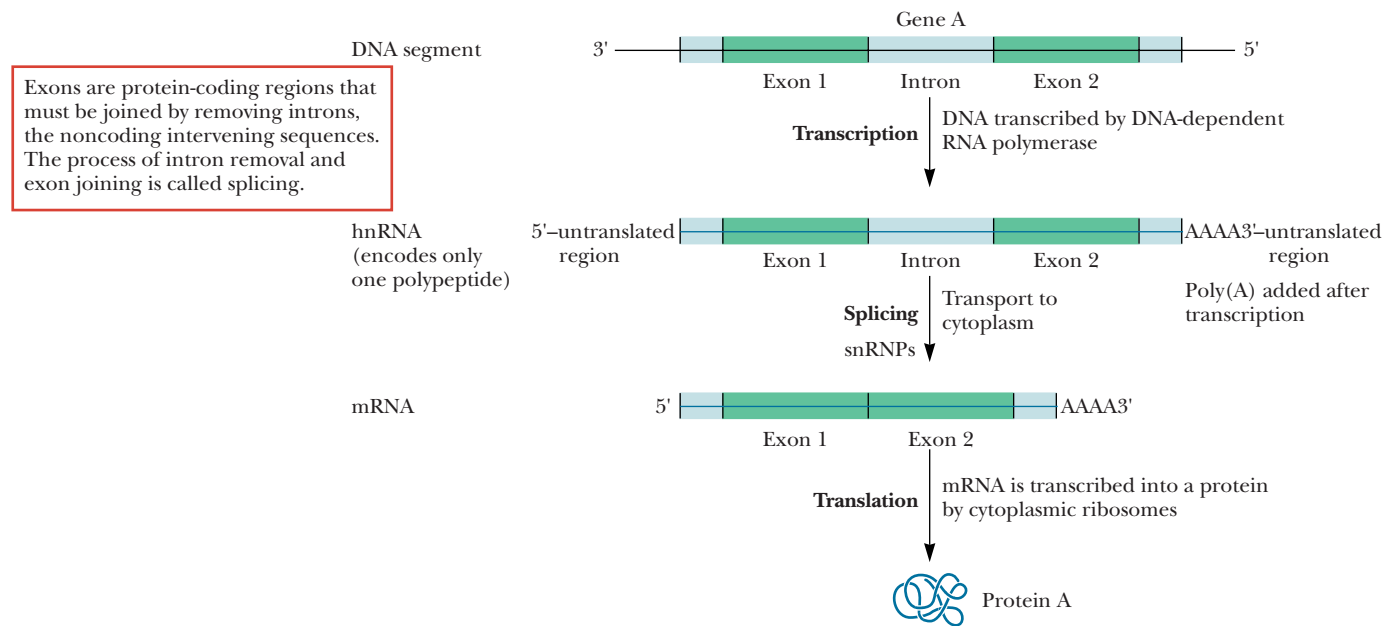 Gene A
DNA segment
3'
5'
Exon 1
Intron
Exon 2
Exons are protein-coding regions that
must be joined by removing introns,
the noncoding intervening sequences.
The process of intron removal and
exon joining is called splicing.
Transcription
DNA transcribed by DNA-dependent
RNA polymerase
hnRNA
(encodes only
one polypeptide)
5'–untranslated
region
AAAA3'–untranslated
region
Exon 1
Intron
Exon 2
Poly(A) added after
transcription
Splicing
snRNPs
Transport to
cytoplasm
mRNA
5'
AAAA3'
Exon 1
Exon 2
Translation
mRNA is transcribed into a protein
by cytoplasmic ribosomes
Protein A